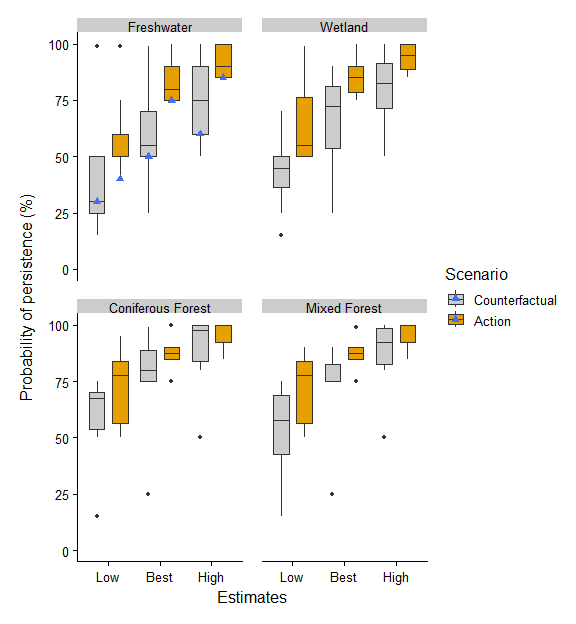 Freshwater
Wetland
100
75
50
25
0
Coniferous Forest
Mixed Forest
100
75
50
25
0
Low
Best
High
Low
Best
High
Estimates
Probability of persistence (%)
Scenario
Counterfactual
Action